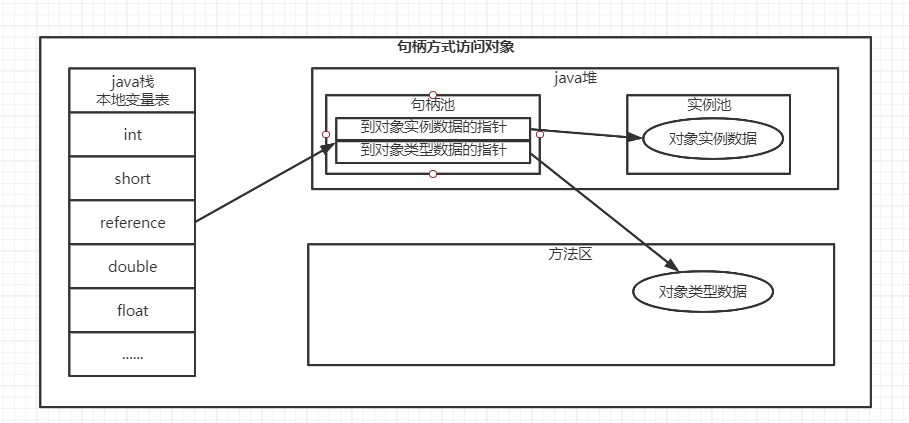 句柄方式访问对象
java栈
本地变量表
int
short
reference
double
float
......
java堆
句柄池
到对象实例数据的指针
到对象类型数据的指针
实例池
对象实例数据
方法区
对象类型数据